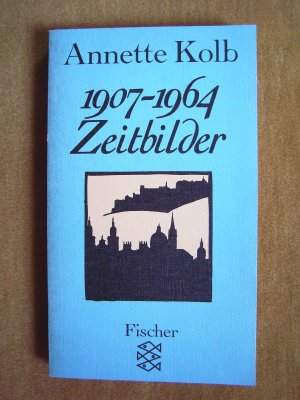 Annette Kolb
1907-1964
Zeitbilder
Fischer